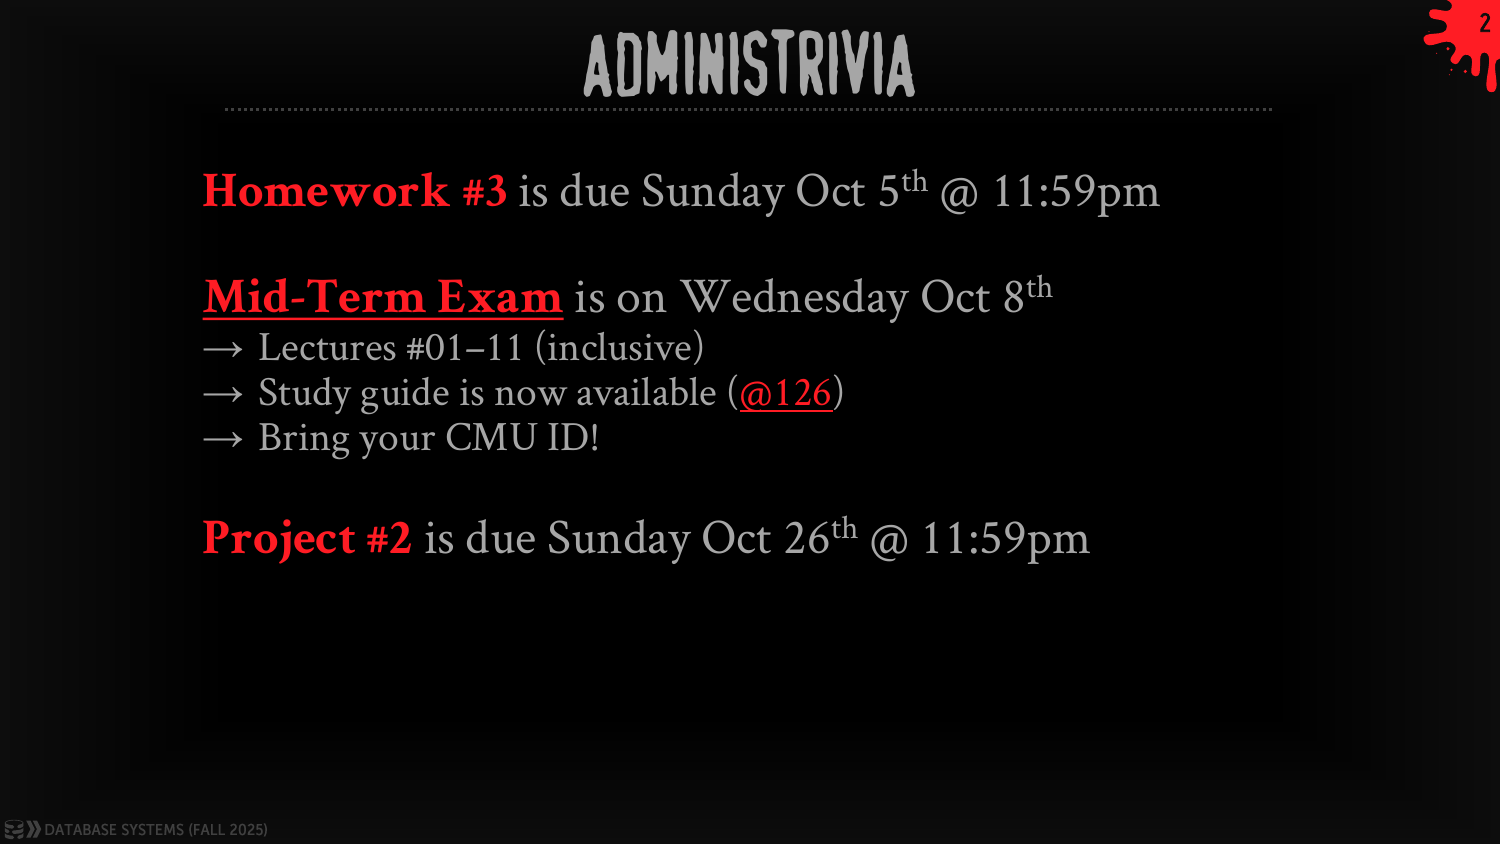 2
ADMINISTRIVIA
Homework #3 is due Sunday Oct 5th @ 11:59pm
Mid-Term Exam is on Wednesday Oct 8th
→ Lectures #01–11 (inclusive)
→ Study guide is now available (@126)
→ Bring your CMU ID!
Project #2 is due Sunday Oct 26th @ 11:59pm
DATABASE SYSTEMS (FALL 2025)